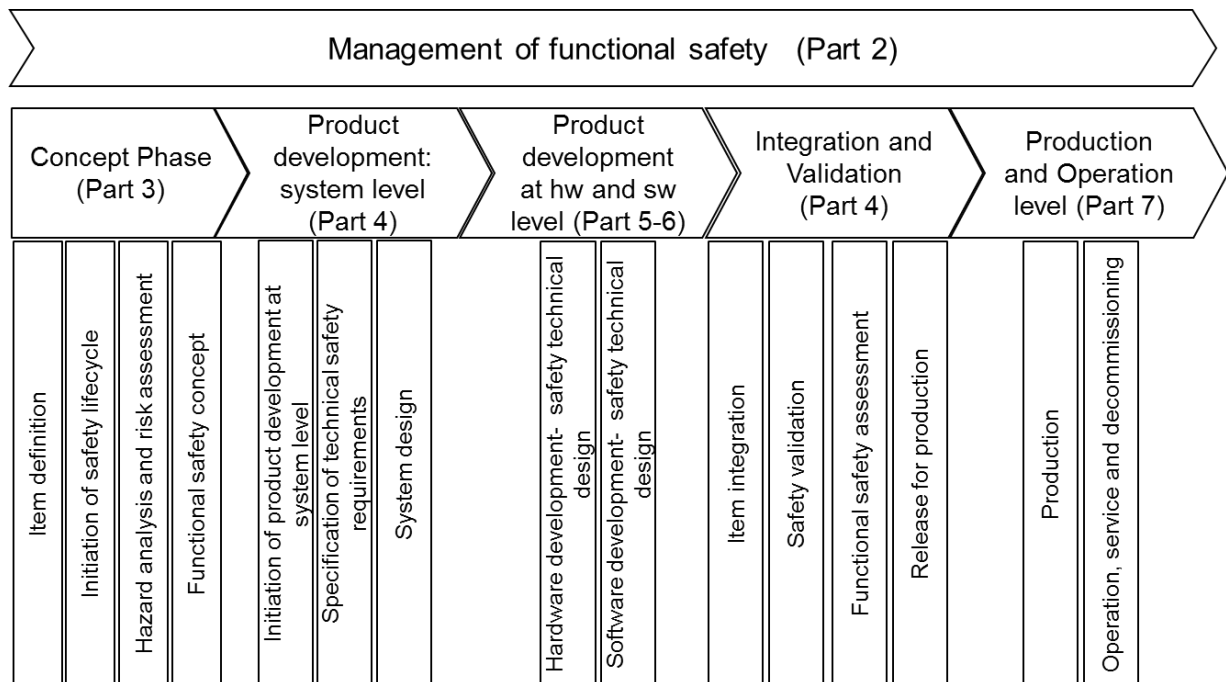 Management of functional safety (Part 2)
Concept Phase
(Part 3)
Product
development:
system level
(Part 4)
Product
development
at hw and sw
level (Part 5-6)
Integration and
Validation
(Part 4)
Production
and Operation
level (Part 7)
Item definition
Initiation of safety lifecycle
Hazard analysis and risk assessment
Functional safety concept
Initiation of product development at
system level
Specification of technical safety
requirements
System design
Hardware development- safety technical
design
Software development- safety technical
design
Item integration
Safety validation
Functional safety assessment
Release for production
Production
Operation, service and decommissioning